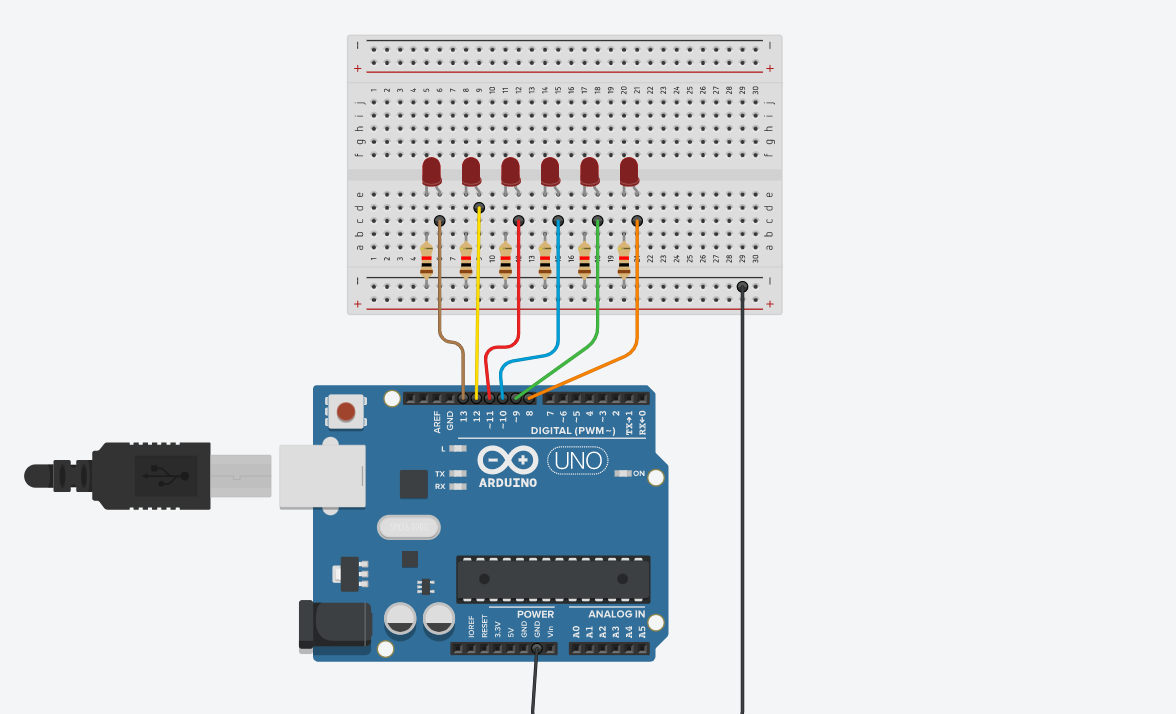 − −
+ +
1 2 3 4 5 6 7 8 9 10 11 12 13 14 15 16 17 18 19 20 21 22 23 24 25 26 27 28 29 30
j j
i i
h h
g g
f f
e e
d d
c c
b b
a a
1 2 3 4 5 6 7 8 9 10 11 12 13 14 15 16 17 18 19 20 21 22 23 24 25 26 27 28 29 30
− −
+ +
AREF GND 13 12 ~11 ~10 ~9 8 7 ~6 ~5 4 ~3 2 TX→1 RX←0
DIGITAL (PWM~)
L
TX
RX
ARDUINO
UNO
ON
POWER ANALOG IN
IOREF RESET 3.3V 5V GND GND Vin A0 A1 A2 A3 A4 A5